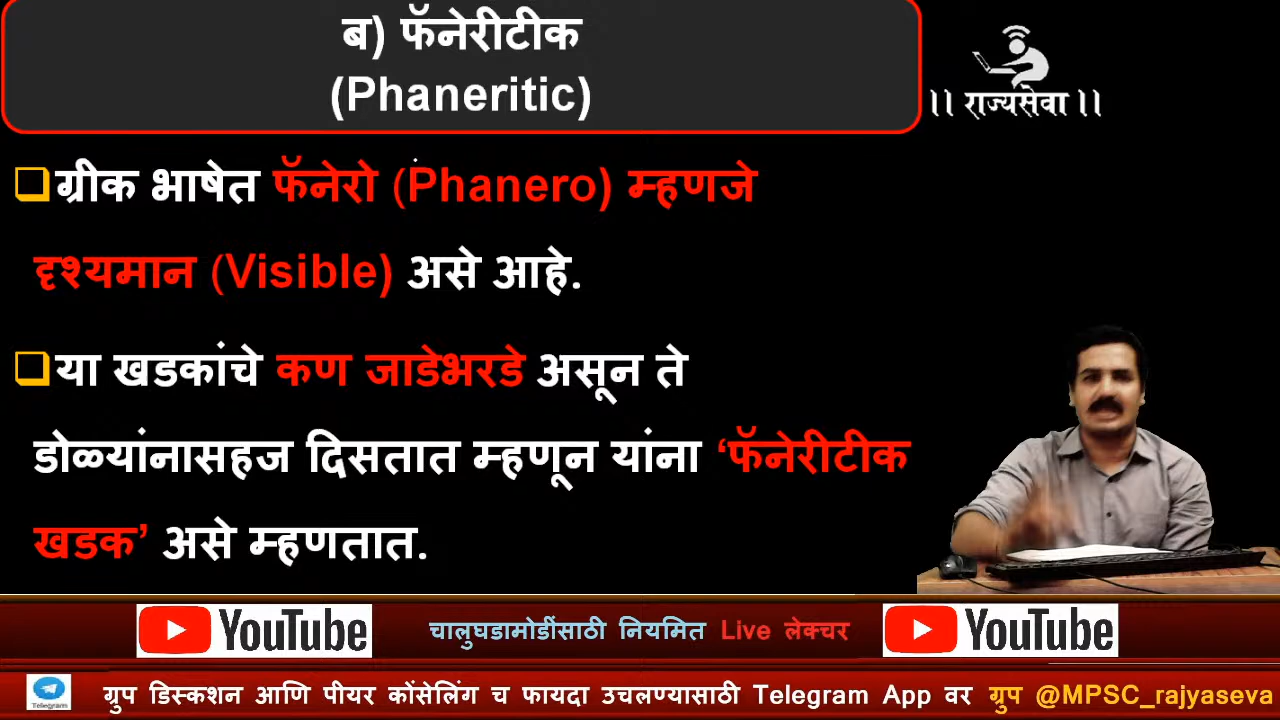 ब) फॅनेरीटीक
(Phaneritic)
।। राज्यसेवा ।।
ग्रीक भाषेत फॅनेरो (Phanero) म्हणजे
दृश्यमान (Visible) असे आहे.
या खडकांचे कण जाडेभरडे असून ते
डोळ्यांनासहज दिसतात म्हणून यांना ‘फॅनेरीटीक
खडक’ असे म्हणतात.
YouTube चालुघडामोडींसाठी नियमित Live लेक्चर YouTube
Telegram ग्रुप डिस्कशन आणि पीयर कोंसेलिंग च फायदा उचलण्यासाठी Telegram App वर ग्रुप @MPSC_rajyaseva